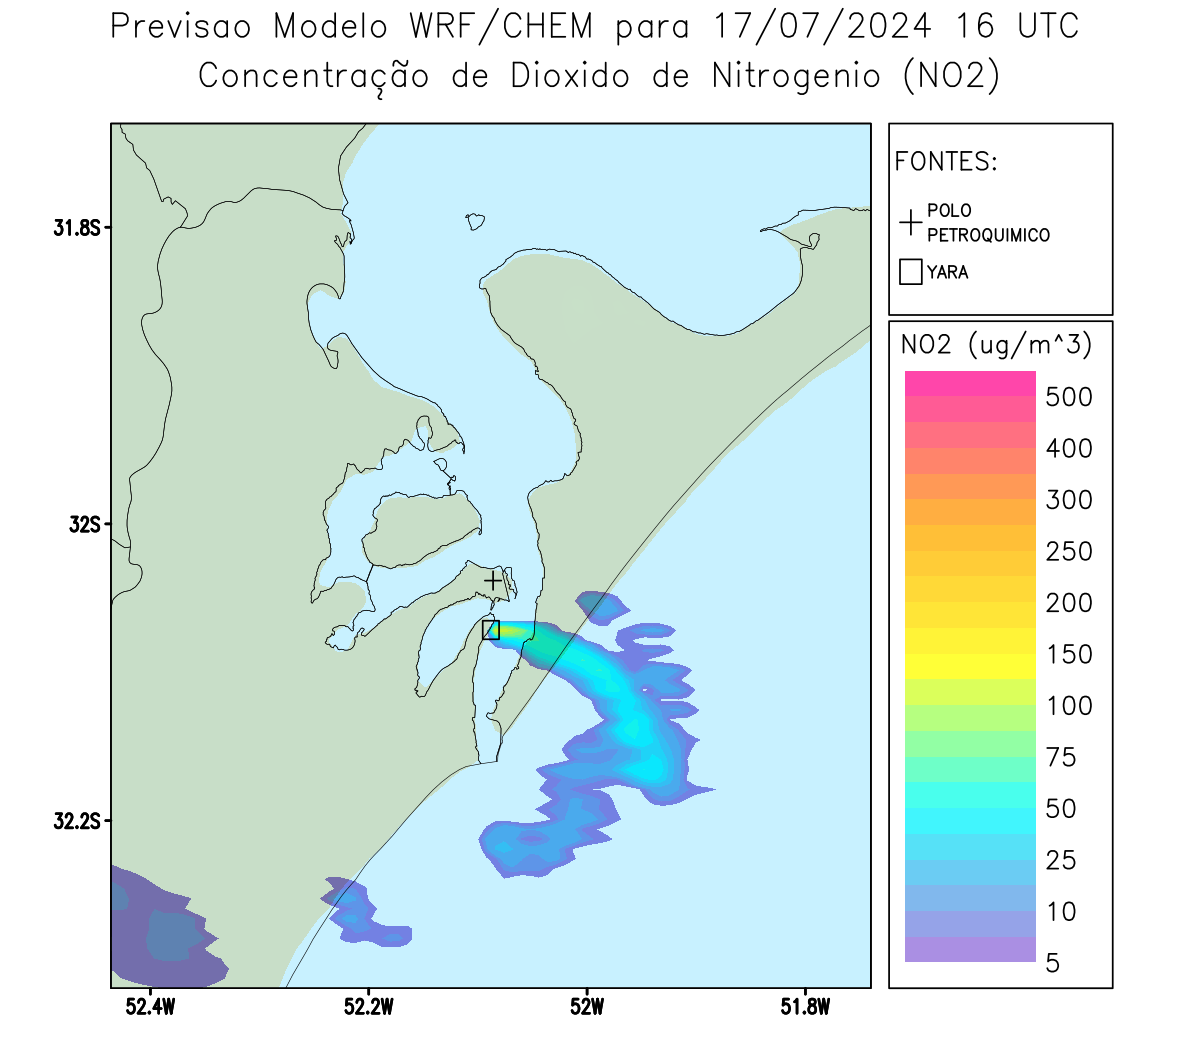 Previsao Modelo WRF/CHEM para 17/07/2024 16 UTC
Concentração de Dioxido de Nitrogenio (NO2)
FONTES:
POLO
PETROQUIMICO
YARA
31.8S
32S
32.2S
52.4W
52.2W
52W
51.8W
NO2 (ug/m^3)
500
400
300
250
200
150
100
75
50
25
10
5